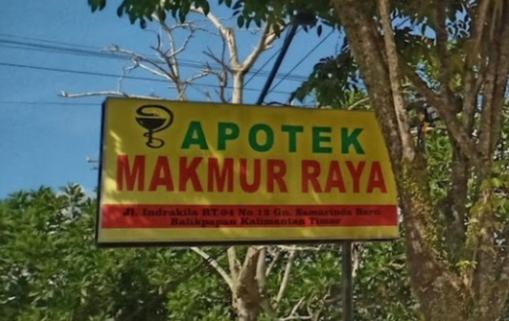 APOTEK
MAKMUR RAYA
Jl. Indrakila RT.04 No.12 Gn. Samarinda Baru
Balikpapan Kalimantan Timur